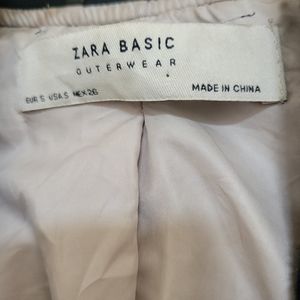 ZARA BASIC
OUTERWEAR
EUR S USA S MEX 26
MADE IN CHINA